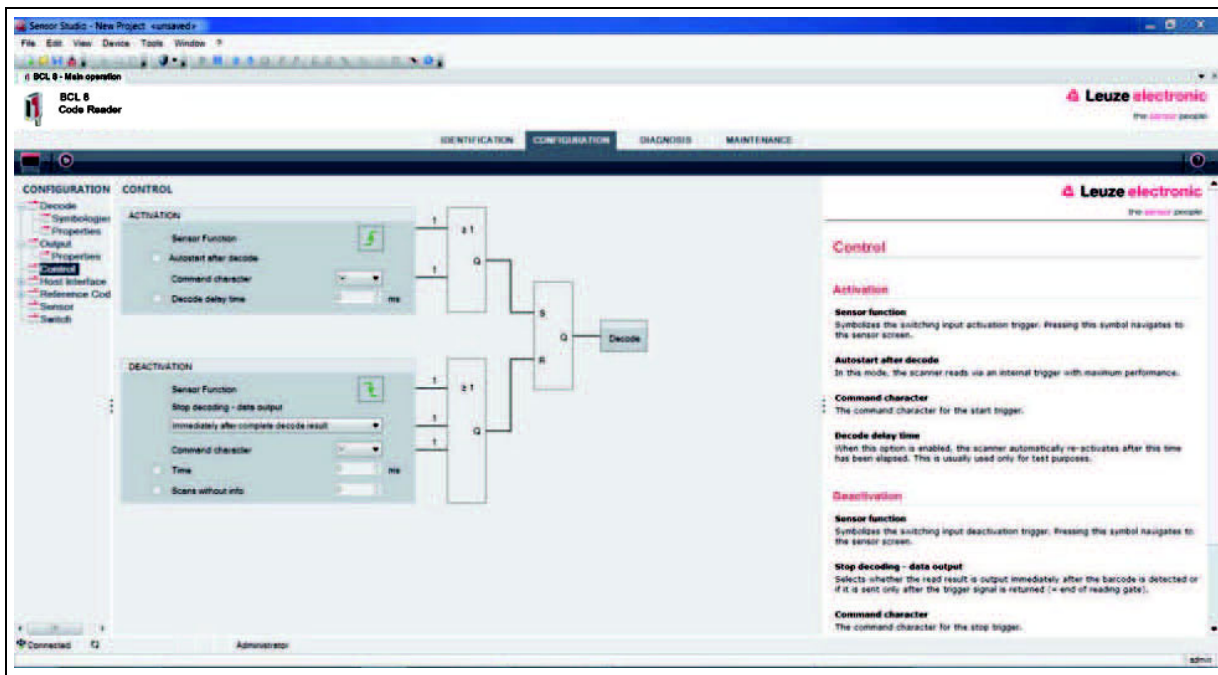 Sensor Studio - New Project <unsaved>
File Edit View Device Tools Window ?
BCL 8 - Main operation
BCL 8
Code Reader
Leuze electronic
the sensor people
IDENTIFICATION CONFIGURATION DIAGNOSIS MAINTENANCE
CONFIGURATION
Decode
Symbologies
Properties
Output
Properties
Control
Host Interface
Reference Cod
Sensor
Switch
CONTROL
ACTIVATION
Sensor Function
Autostart after decode
Command character
Decode delay time
ms
1
1
≥1
Q
DEACTIVATION
Sensor Function
Stop decoding - data output
Immediately after complete decode result
Command character
Time
ms
Scans without info
1
1
1
≥1
Q
S
R
Q
Decode
Leuze electronic
the sensor people
Control
Activation
Sensor function
Symbolizes the switching input activation trigger. Pressing this symbol navigates to
the sensor screen.
Autostart after decode
In this mode, the scanner reads via an internal trigger with maximum performance.
Command character
The command character for the start trigger.
Decode delay time
When this option is enabled, the scanner automatically re-activates after this time
has been elapsed. This is usually used only for test purposes.
Deactivation
Sensor function
Symbolizes the switching input deactivation trigger. Pressing this symbol navigates to
the sensor screen.
Stop decoding - data output
Selects whether the read result is output immediately after the barcode is detected or
if it is sent only after the trigger signal is returned (= end of reading gate).
Command character
The command character for the stop trigger.
Connected
Administrator
admin